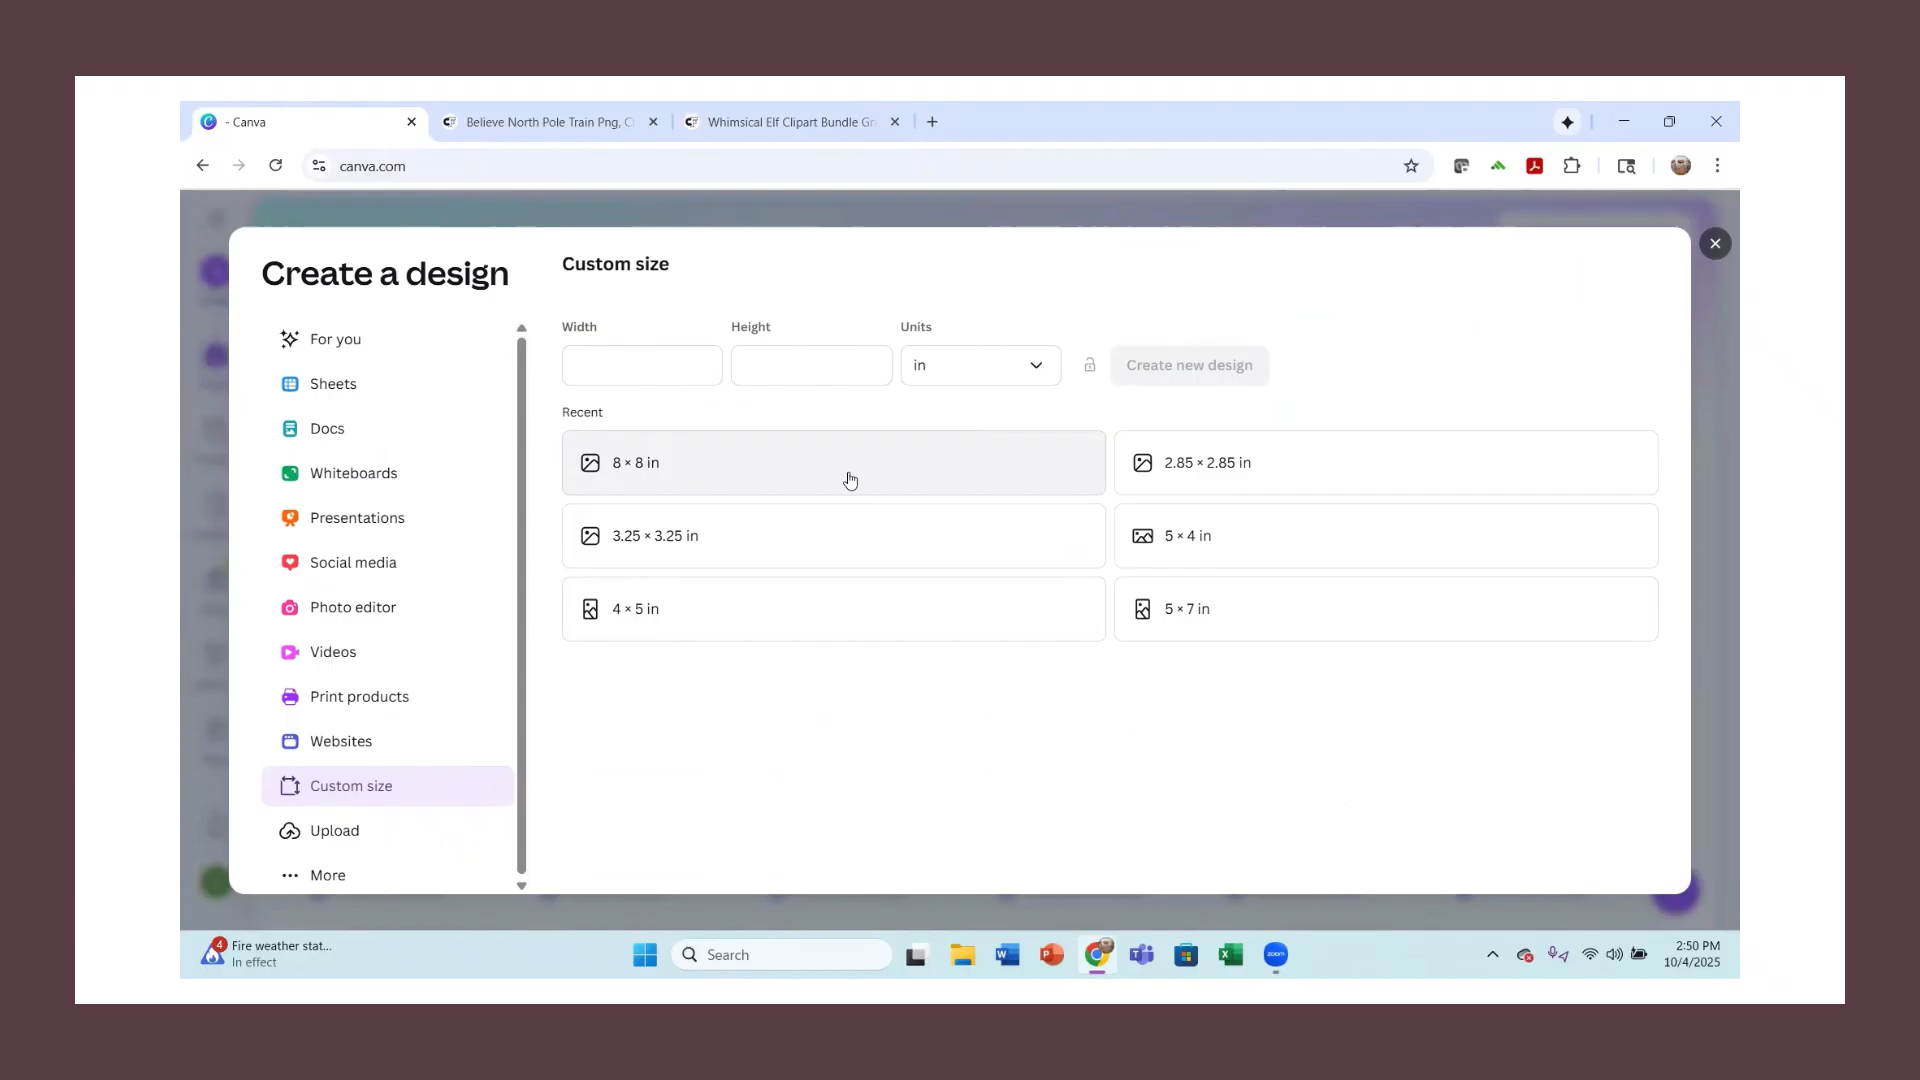 - Canva
Believe North Pole Train Png, C
Whimsical Elf Clipart Bundle Gr
canva.com
Create a design
For you
Sheets
Docs
Whiteboards
Presentations
Social media
Photo editor
Videos
Print products
Websites
Custom size
Upload
More
Custom size
Width
Height
Units
in
Create new design
Recent
8 × 8 in
2.85 × 2.85 in
3.25 × 3.25 in
5 × 4 in
4 × 5 in
5 × 7 in
4
Fire weather stat...
In effect
Search
zoom
2:50 PM
10/4/2025